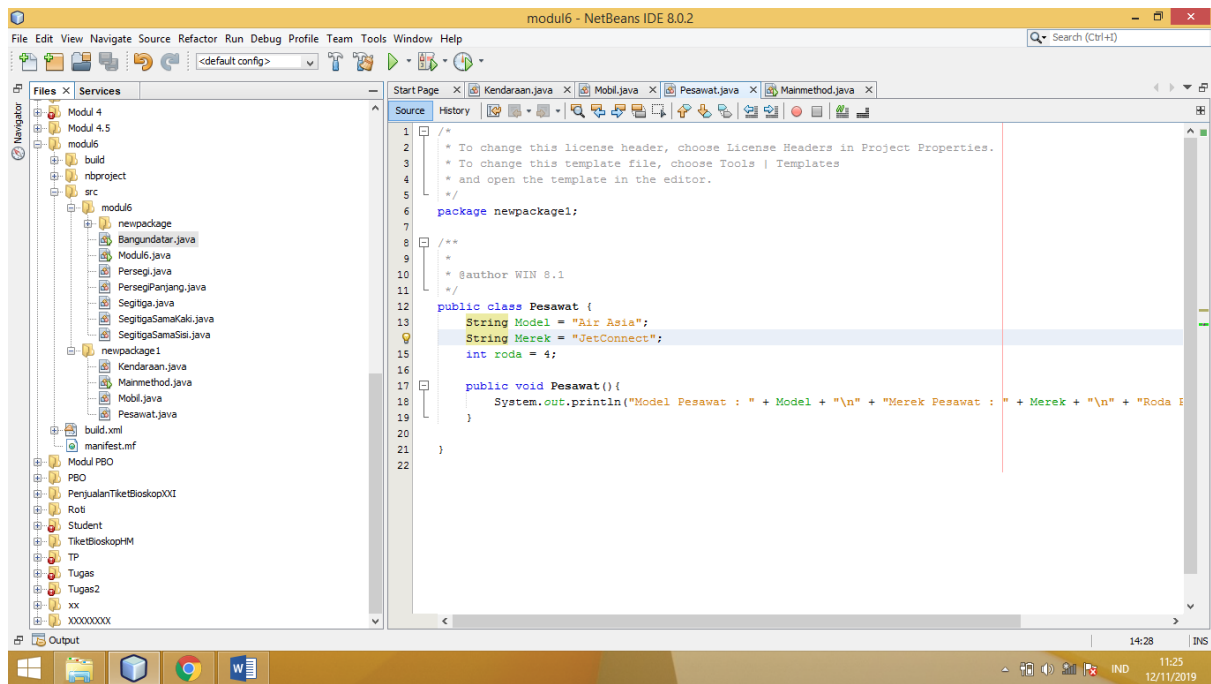 modul6 - NetBeans IDE 8.0.2
File Edit View Navigate Source Refactor Run Debug Profile Team Tools Window Help
Search (Ctrl+I)
<default config>
Files Services
Start Page Kendaraan.java Mobil.java Pesawat.java Mainmethod.java
Navigator
Source History
Modul 4
Modul 4.5
modul6
build
nbproject
src
modul6
newpackage
Bangundatar.java
Modul6.java
Persegi.java
PersegiPanjang.java
Segitiga.java
SegitigaSamaKaki.java
SegitigaSamaSisi.java
newpackage1
Kendaraan.java
Mainmethod.java
Mobil.java
Pesawat.java
build.xml
manifest.mf
Modul PBO
PBO
PenjualanTiketBioskopXXI
Roti
Student
TiketBioskopHM
TP
Tugas
Tugas2
xx
XXXXXXXX
1 /*
2 * To change this license header, choose License Headers in Project Properties.
3 * To change this template file, choose Tools | Templates
4 * and open the template in the editor.
5 */
6 package newpackage1;
7
8 /**
9 *
10 * @author WIN 8.1
11 */
12 public class Pesawat {
13 String Model = "Air Asia";
String Merek = "JetConnect";
15 int roda = 4;
16
17 public void Pesawat(){
18 System.out.println("Model Pesawat : " + Model + "\n" + "Merek Pesawat : " + Merek + "\n" + "Roda P
19 }
20
21 }
22
Output
14:28 INS
IND
11:25
12/11/2019